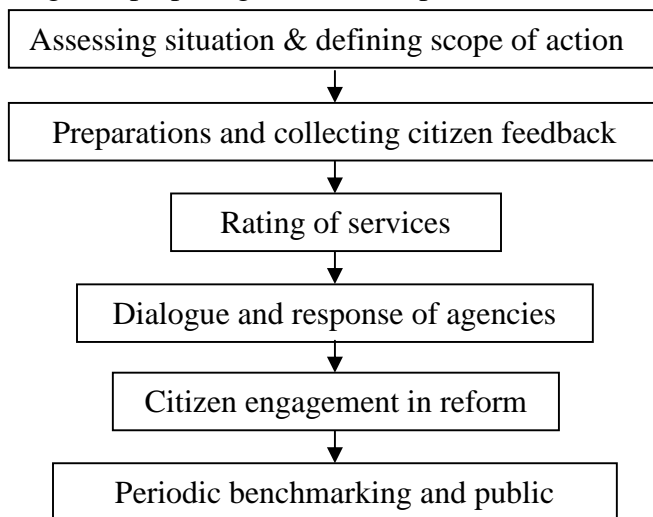 Assessing situation & defining scope of action
Preparations and collecting citizen feedback
Rating of services
Dialogue and response of agencies
Citizen engagement in reform
Periodic benchmarking and public